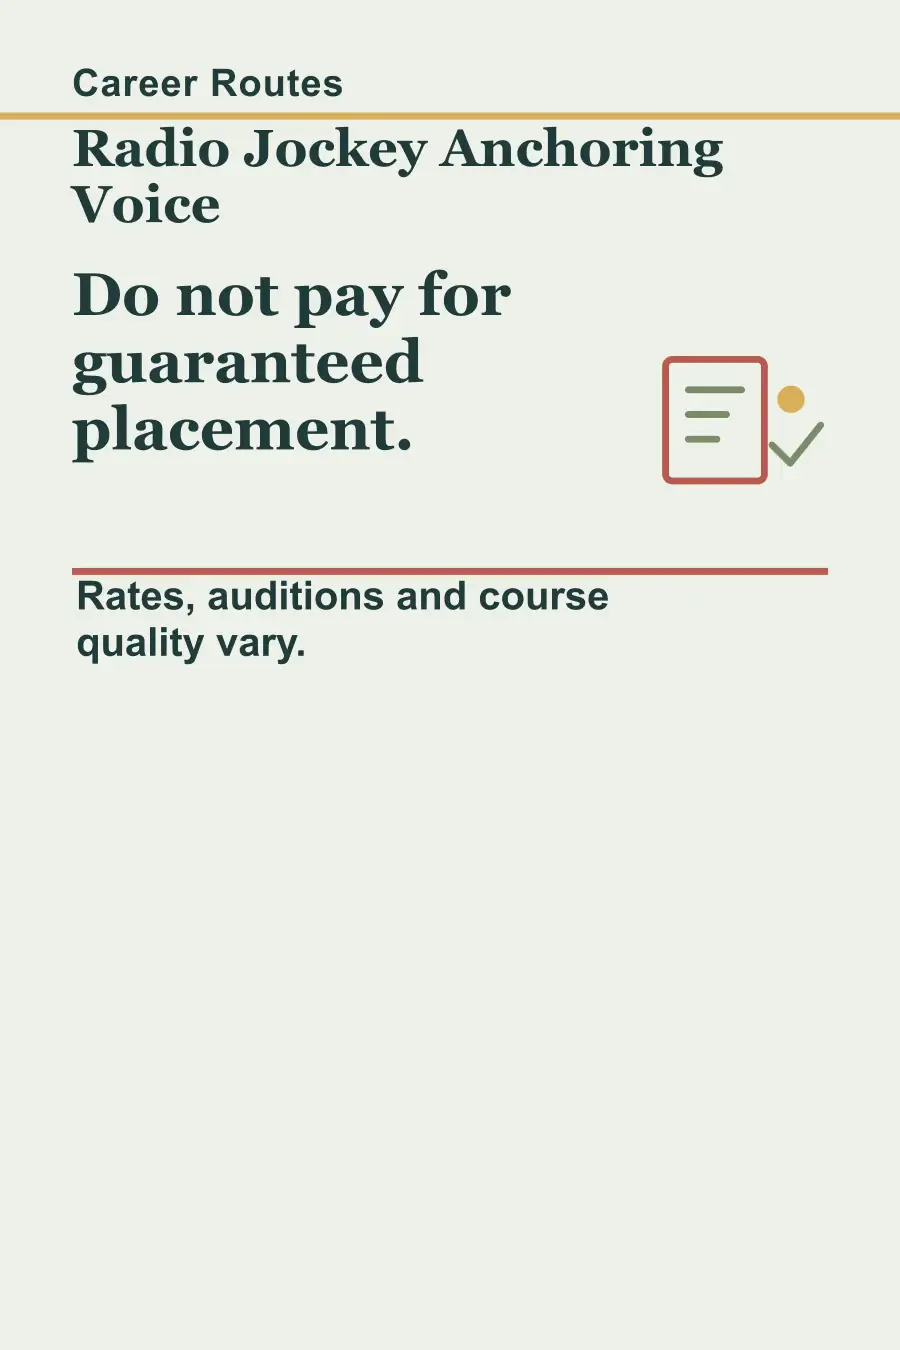 Career Routes
Radio Jockey Anchoring
Voice
Do not pay for
guaranteed
placement.
Rates, auditions and course
quality vary.